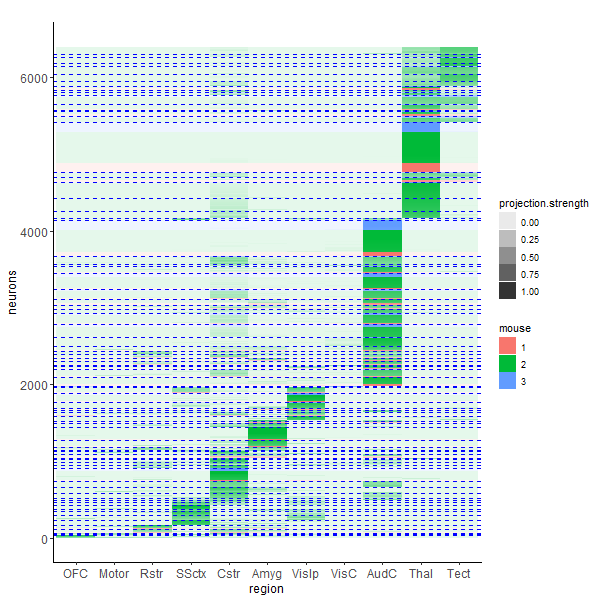 neurons
6000
4000
2000
0
OFC Motor Rstr SSctx Cstr Amyg VisIp VisC AudC Thal Tect
region
projection.strength
0.00
0.25
0.50
0.75
1.00
mouse
1
2
3